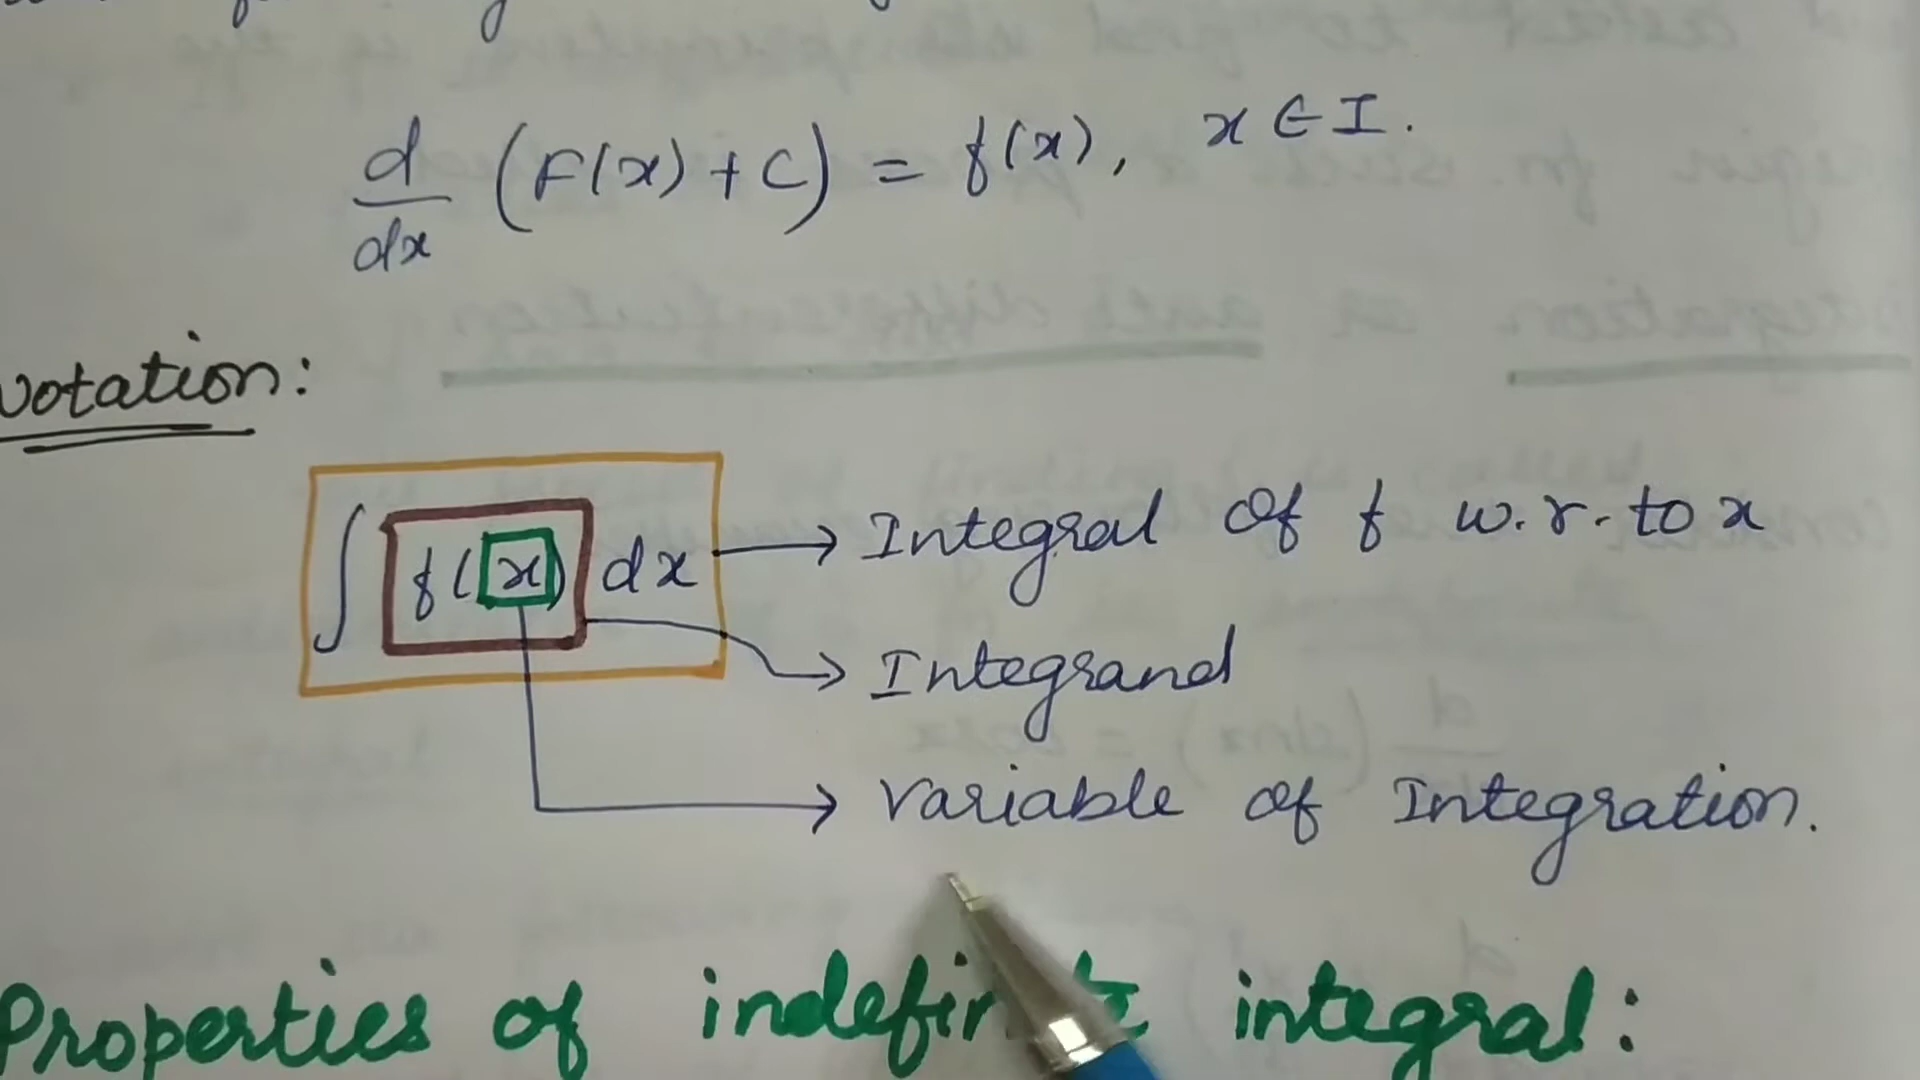 d/dx (F(x)+C) = f(x), x ∈ I.
Notation:
∫ f(x) dx → Integral of f w.r.to x
→ Integrand
→ Variable of Integration.
Properties of indefinite integral: